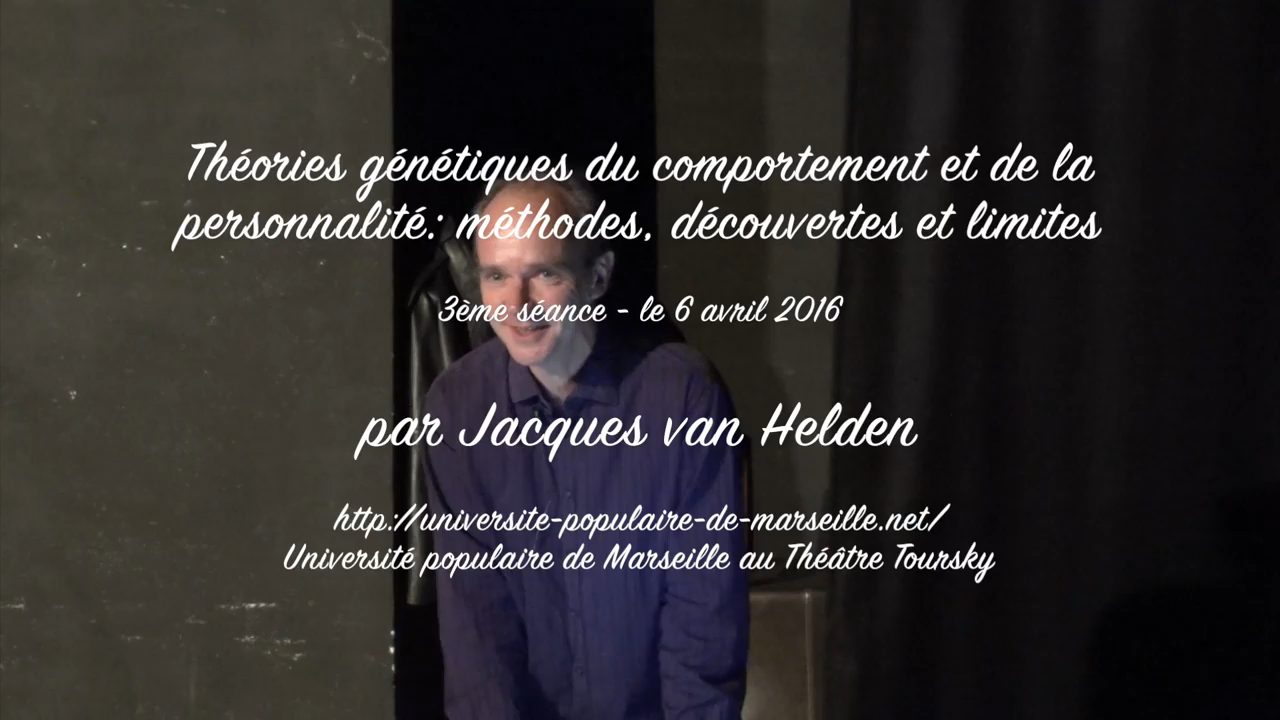 Théories génétiques du comportement et de la
personnalité: méthodes, découvertes et limites
3ème séance - le 6 avril 2016
par Jacques van Helden
http://universite-populaire-de-marseille.net/
Université populaire de Marseille au Théâtre Toursky